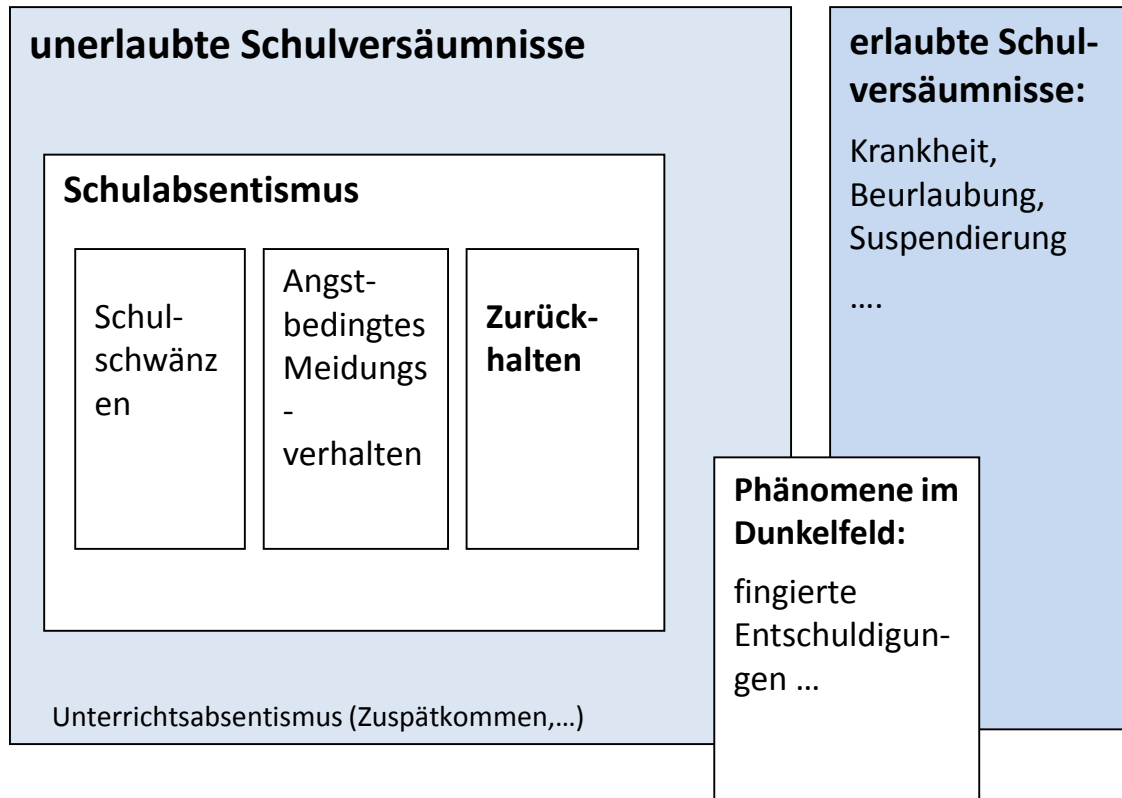 unerlaubte Schulversäumnisse
Schulabsentismus
Schul-
schwänz
en
Angst-
bedingtes
Meidungs
-
verhalten
Zurück-
halten
Unterrichtsabsentismus (Zuspätkommen,...)
erlaubte Schul-
versäumnisse:
Krankheit,
Beurlaubung,
Suspendierung
....
Phänomene im
Dunkelfeld:
fingierte
Entschuldigun-
gen ...